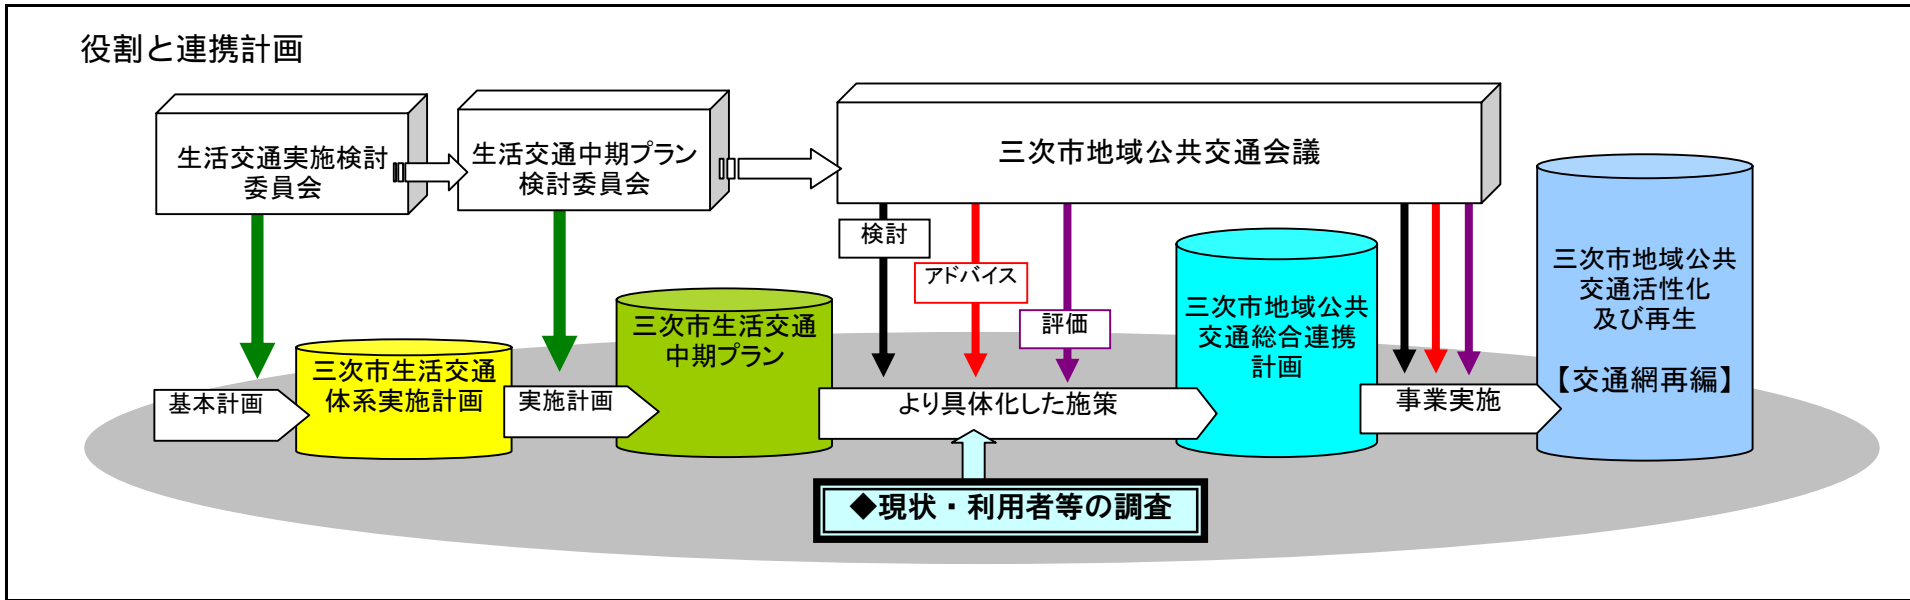 役割と連携計画
生活交通実施検討
委員会
生活交通中期プラン
検討委員会
三次市地域公共交通会議
検討
アドバイス
評価
三次市生活交通
体系実施計画
三次市生活交通
中期プラン
三次市地域公共
交通総合連携
計画
三次市地域公共
交通活性化
及び再生
【交通網再編】
基本計画
実施計画
より具体化した施策
事業実施
◆現状・利用者等の調査